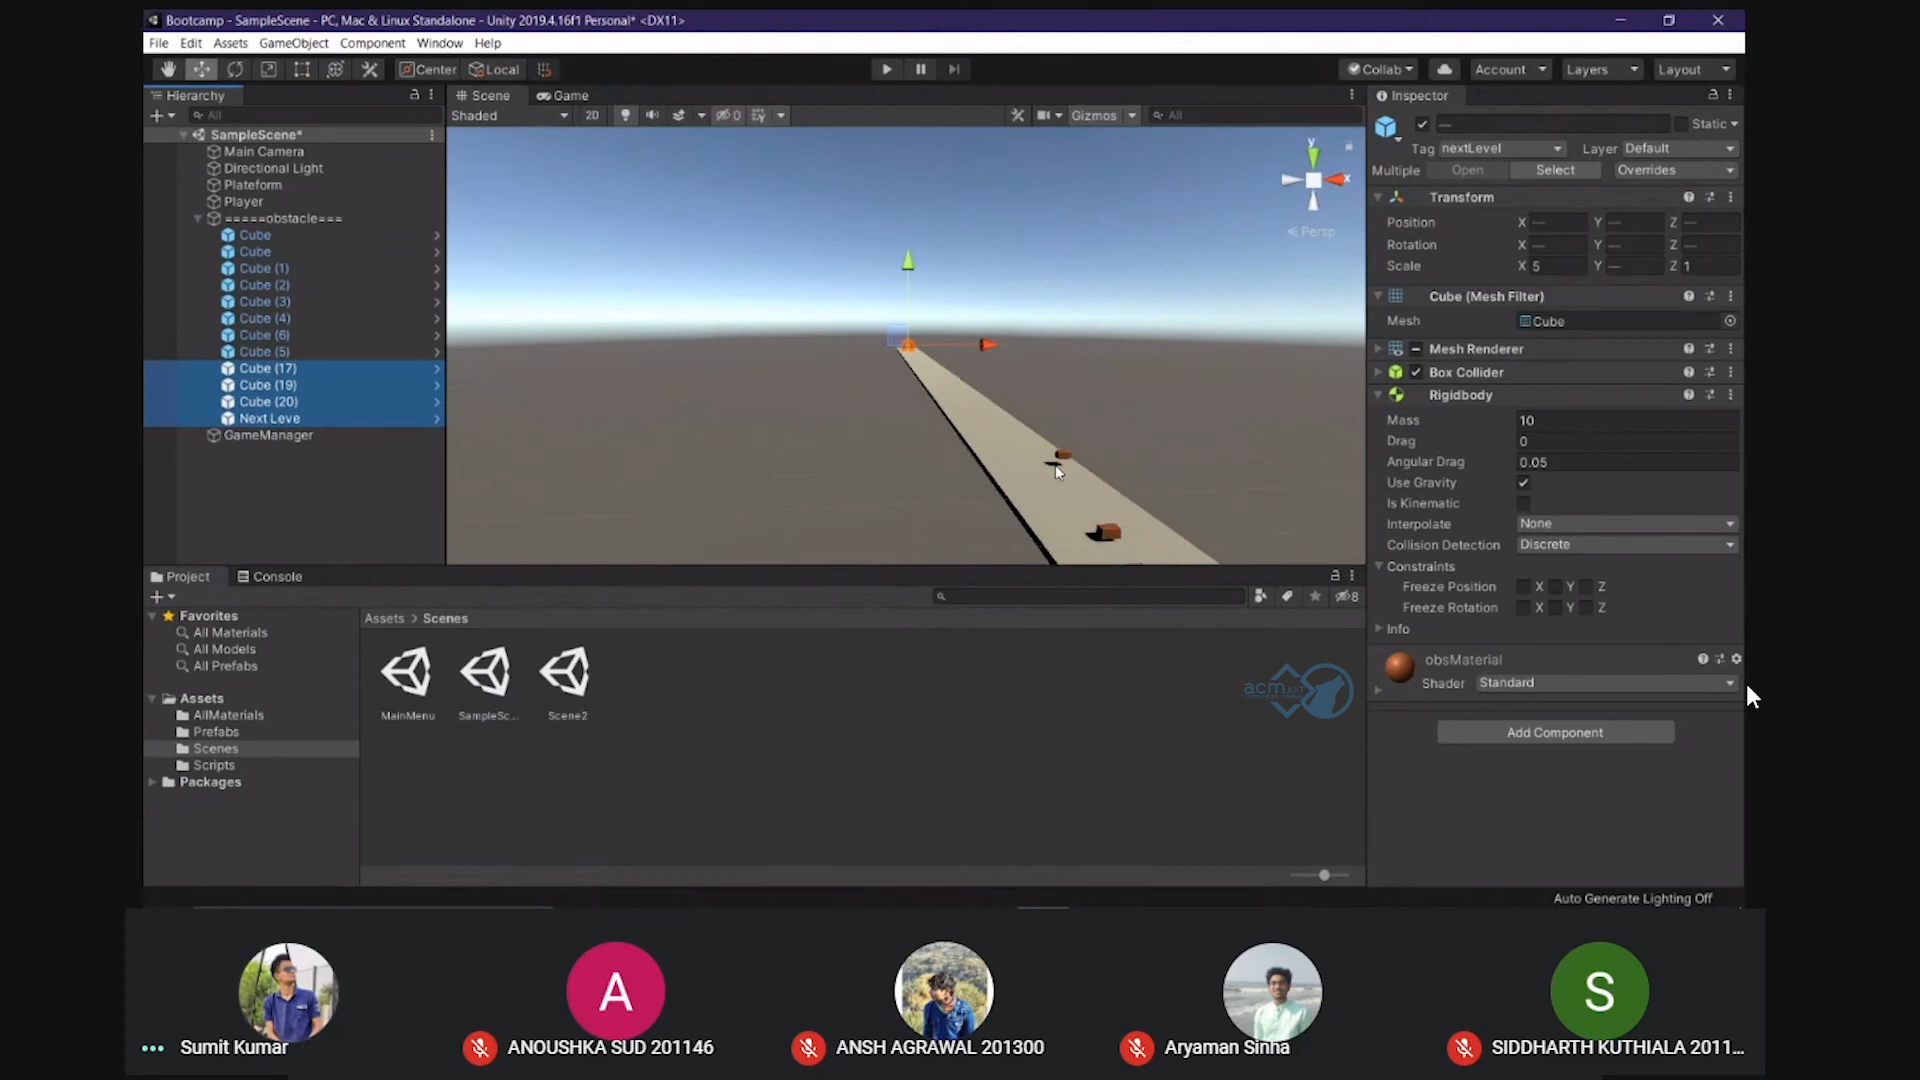 Bootcamp - SampleScene - PC, Mac & Linux Standalone - Unity 2019.4.16f1 Personal* <DX11>
File Edit Assets GameObject Component Window Help
Center Local Collab Account Layers Layout
Hierarchy
All
SampleScene*
Main Camera
Directional Light
Plateform
Player
=====obstacle===
Cube
Cube
Cube (1)
Cube (2)
Cube (3)
Cube (4)
Cube (6)
Cube (5)
Cube (17)
Cube (19)
Cube (20)
Next Leve
GameManager
Scene Game
Shaded 2D 0 Gizmos All
y
x
Persp
Inspector
— Static
Tag nextLevel Layer Default
Multiple Open Select Overrides
Transform
Position X — Y — Z —
Rotation X — Y — Z —
Scale X 5 Y — Z 1
Cube (Mesh Filter)
Mesh Cube
Mesh Renderer
Box Collider
Rigidbody
Mass 10
Drag 0
Angular Drag 0.05
Use Gravity
Is Kinematic
Interpolate None
Collision Detection Discrete
Constraints
Freeze Position X Y Z
Freeze Rotation X Y Z
Info
obsMaterial
Shader Standard
Add Component
Project Console
8
Favorites
All Materials
All Models
All Prefabs
Assets
AllMaterials
Prefabs
Scenes
Scripts
Packages
Assets > Scenes
MainMenu SampleSc... Scene2
acm
Auto Generate Lighting Off
A
S
Sumit Kumar
ANOUSHKA SUD 201146
ANSH AGRAWAL 201300
Aryaman Sinha
SIDDHARTH KUTHIALA 2011...